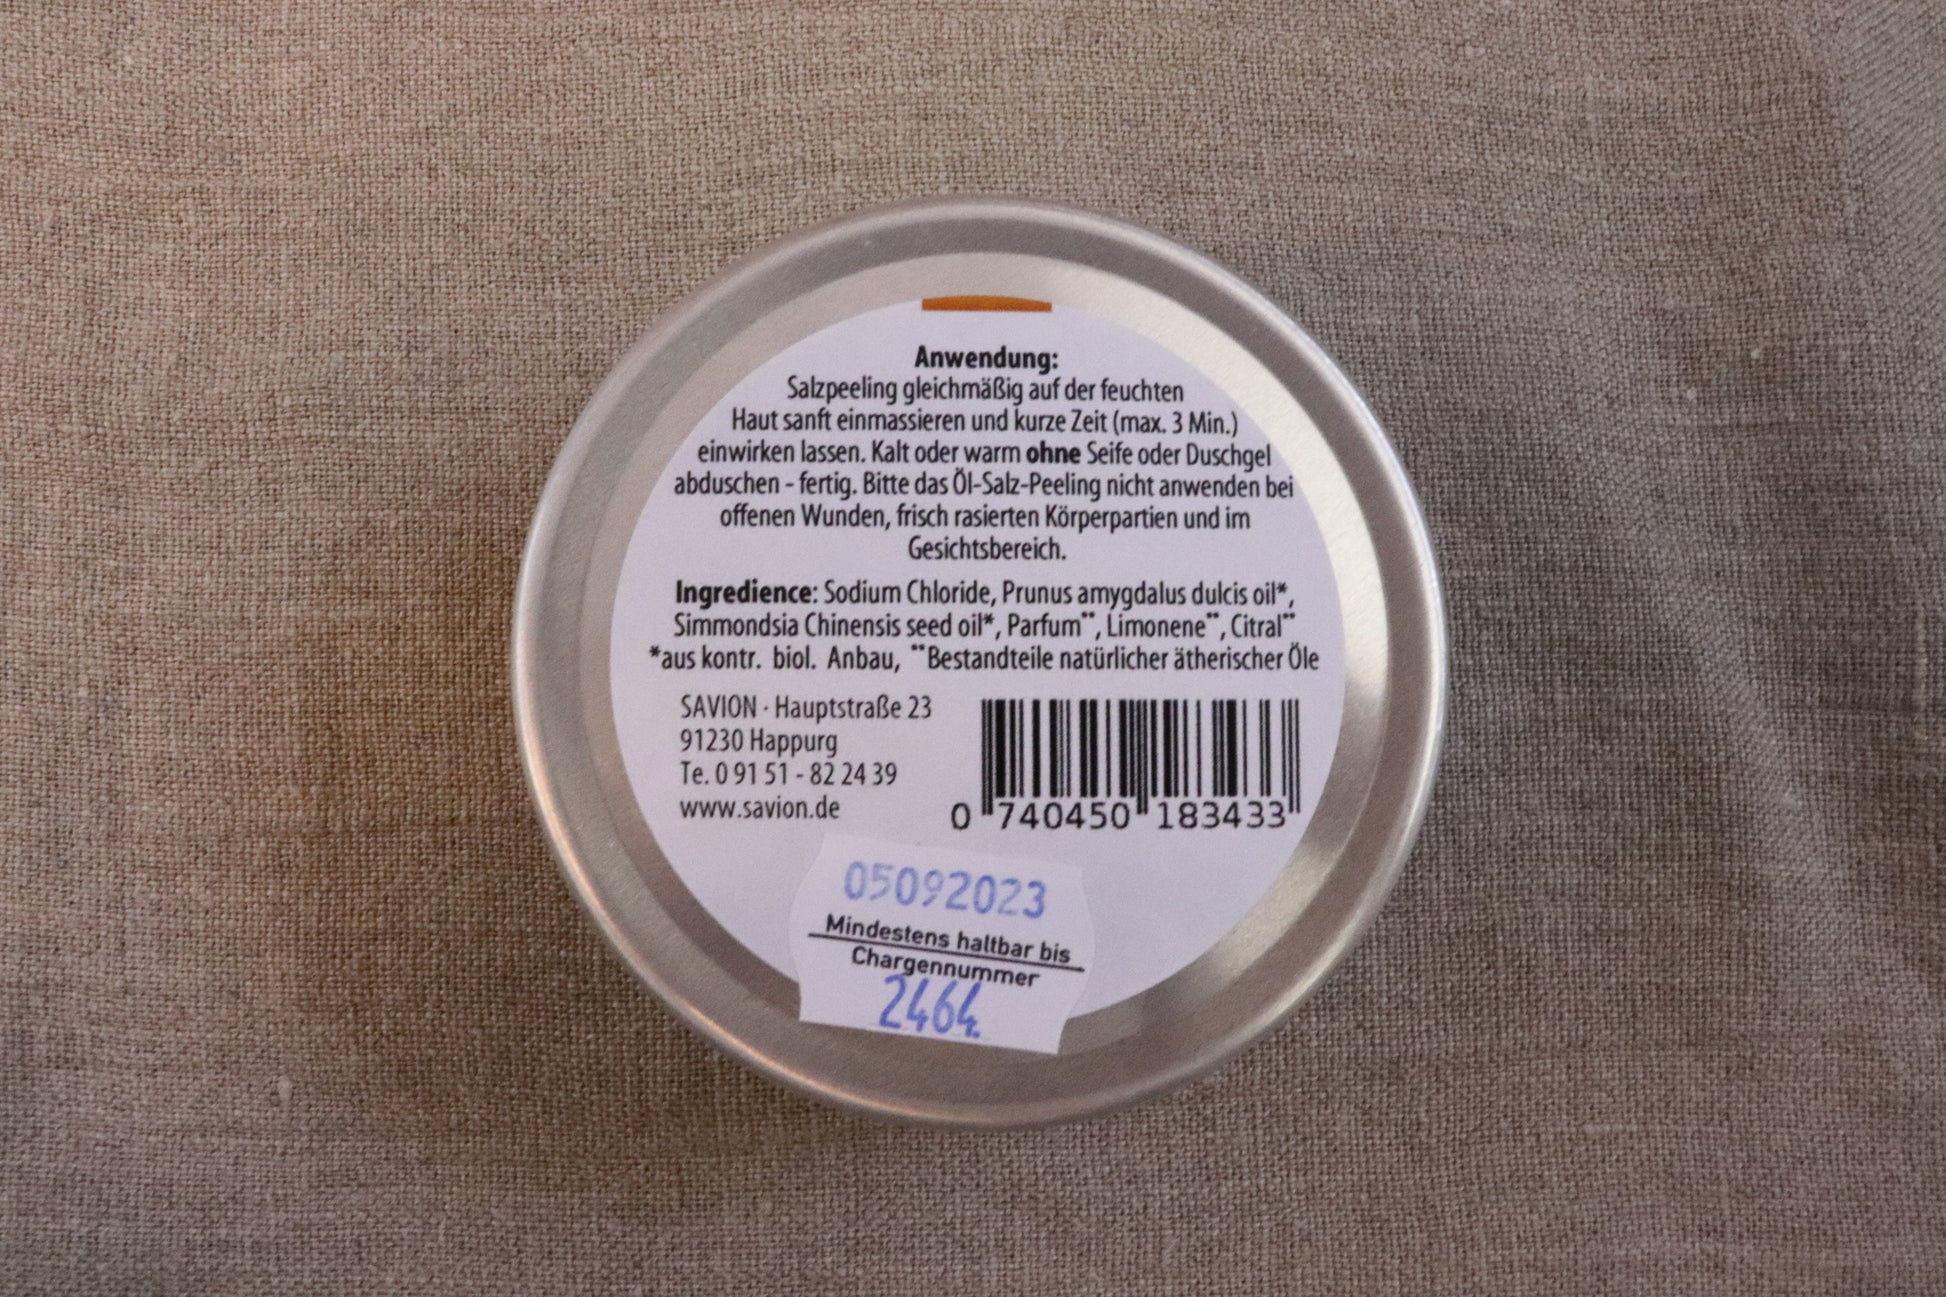 Anwendung:
Salzpeeling gleichmäßig auf der feuchten
Haut sanft einmassieren und kurze Zeit (max. 3 Min.)
einwirken lassen. Kalt oder warm ohne Seife oder Duschgel
abduschen - fertig. Bitte das Öl-Salz-Peeling nicht anwenden bei
offenen Wunden, frisch rasierten Körperpartien und im
Gesichtsbereich.
Ingredience: Sodium Chloride, Prunus amygdalus dulcis oil*,
Simmondsia Chinensis seed oil*, Parfum**, Limonene**, Citral**
*aus kontr. biol. Anbau, **Bestandteile natürlicher ätherischer Öle
SAVION · Hauptstraße 23
91230 Happurg
Te. 0 91 51 - 82 24 39
www.savion.de
0 740450 183433
05092023
Mindestens haltbar bis
Chargennummer
2464